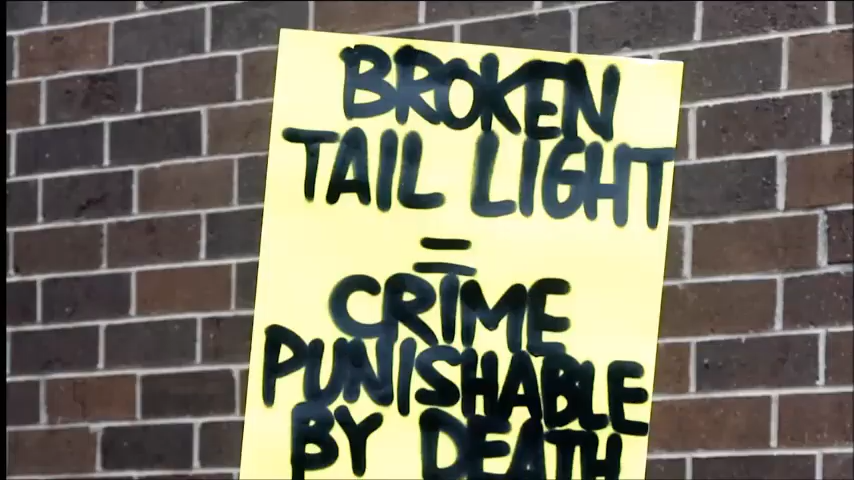 BROKEN
TAIL LIGHT
=
CRIME
PUNISHABLE
BY DEATH